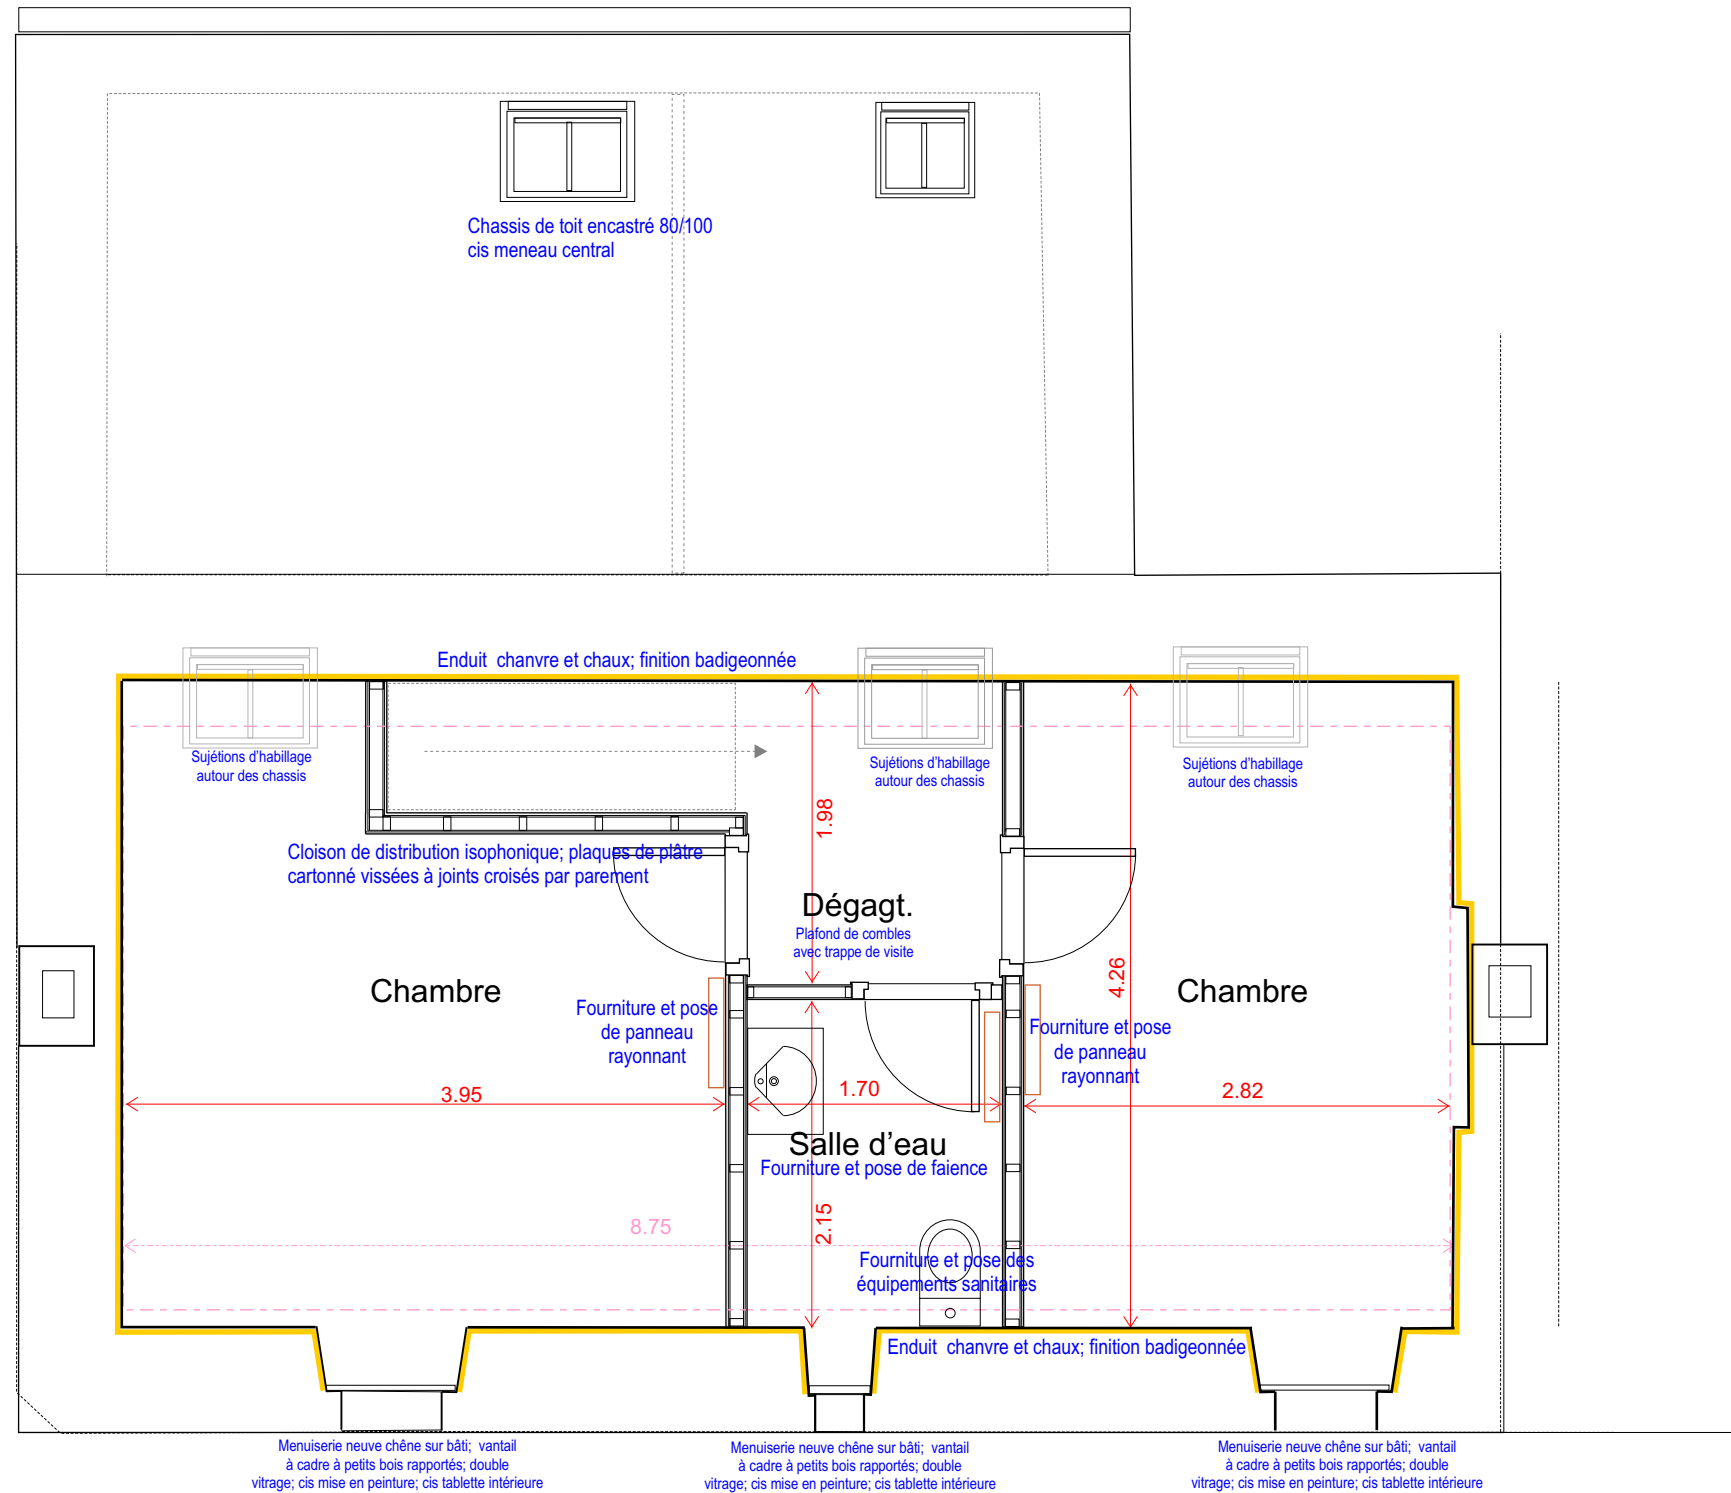 Chassis de toit encastré 80/100
cis meneau central
Enduit chanvre et chaux; finition badigeonnée
Sujétions d'habillage
autour des chassis
Sujétions d'habillage
autour des chassis
Sujétions d'habillage
autour des chassis
1.98
Cloison de distribution isophonique; plaques de plâtre
cartonné vissées à joints croisés par parement
Dégagt.
Plafond de combles
avec trappe de visite
4.26
Chambre
Chambre
Fourniture et pose
de panneau
rayonnant
Fourniture et pose
de panneau
rayonnant
3.95
1.70
2.82
Salle d'eau
Fourniture et pose de faience
8.75
2.15
Fourniture et pose des
équipements sanitaires
Enduit chanvre et chaux; finition badigeonnée
Menuiserie neuve chêne sur bâti; vantail
à cadre à petits bois rapportés; double
vitrage; cis mise en peinture; cis tablette intérieure
Menuiserie neuve chêne sur bâti; vantail
à cadre à petits bois rapportés; double
vitrage; cis mise en peinture; cis tablette intérieure
Menuiserie neuve chêne sur bâti; vantail
à cadre à petits bois rapportés; double
vitrage; cis mise en peinture; cis tablette intérieure